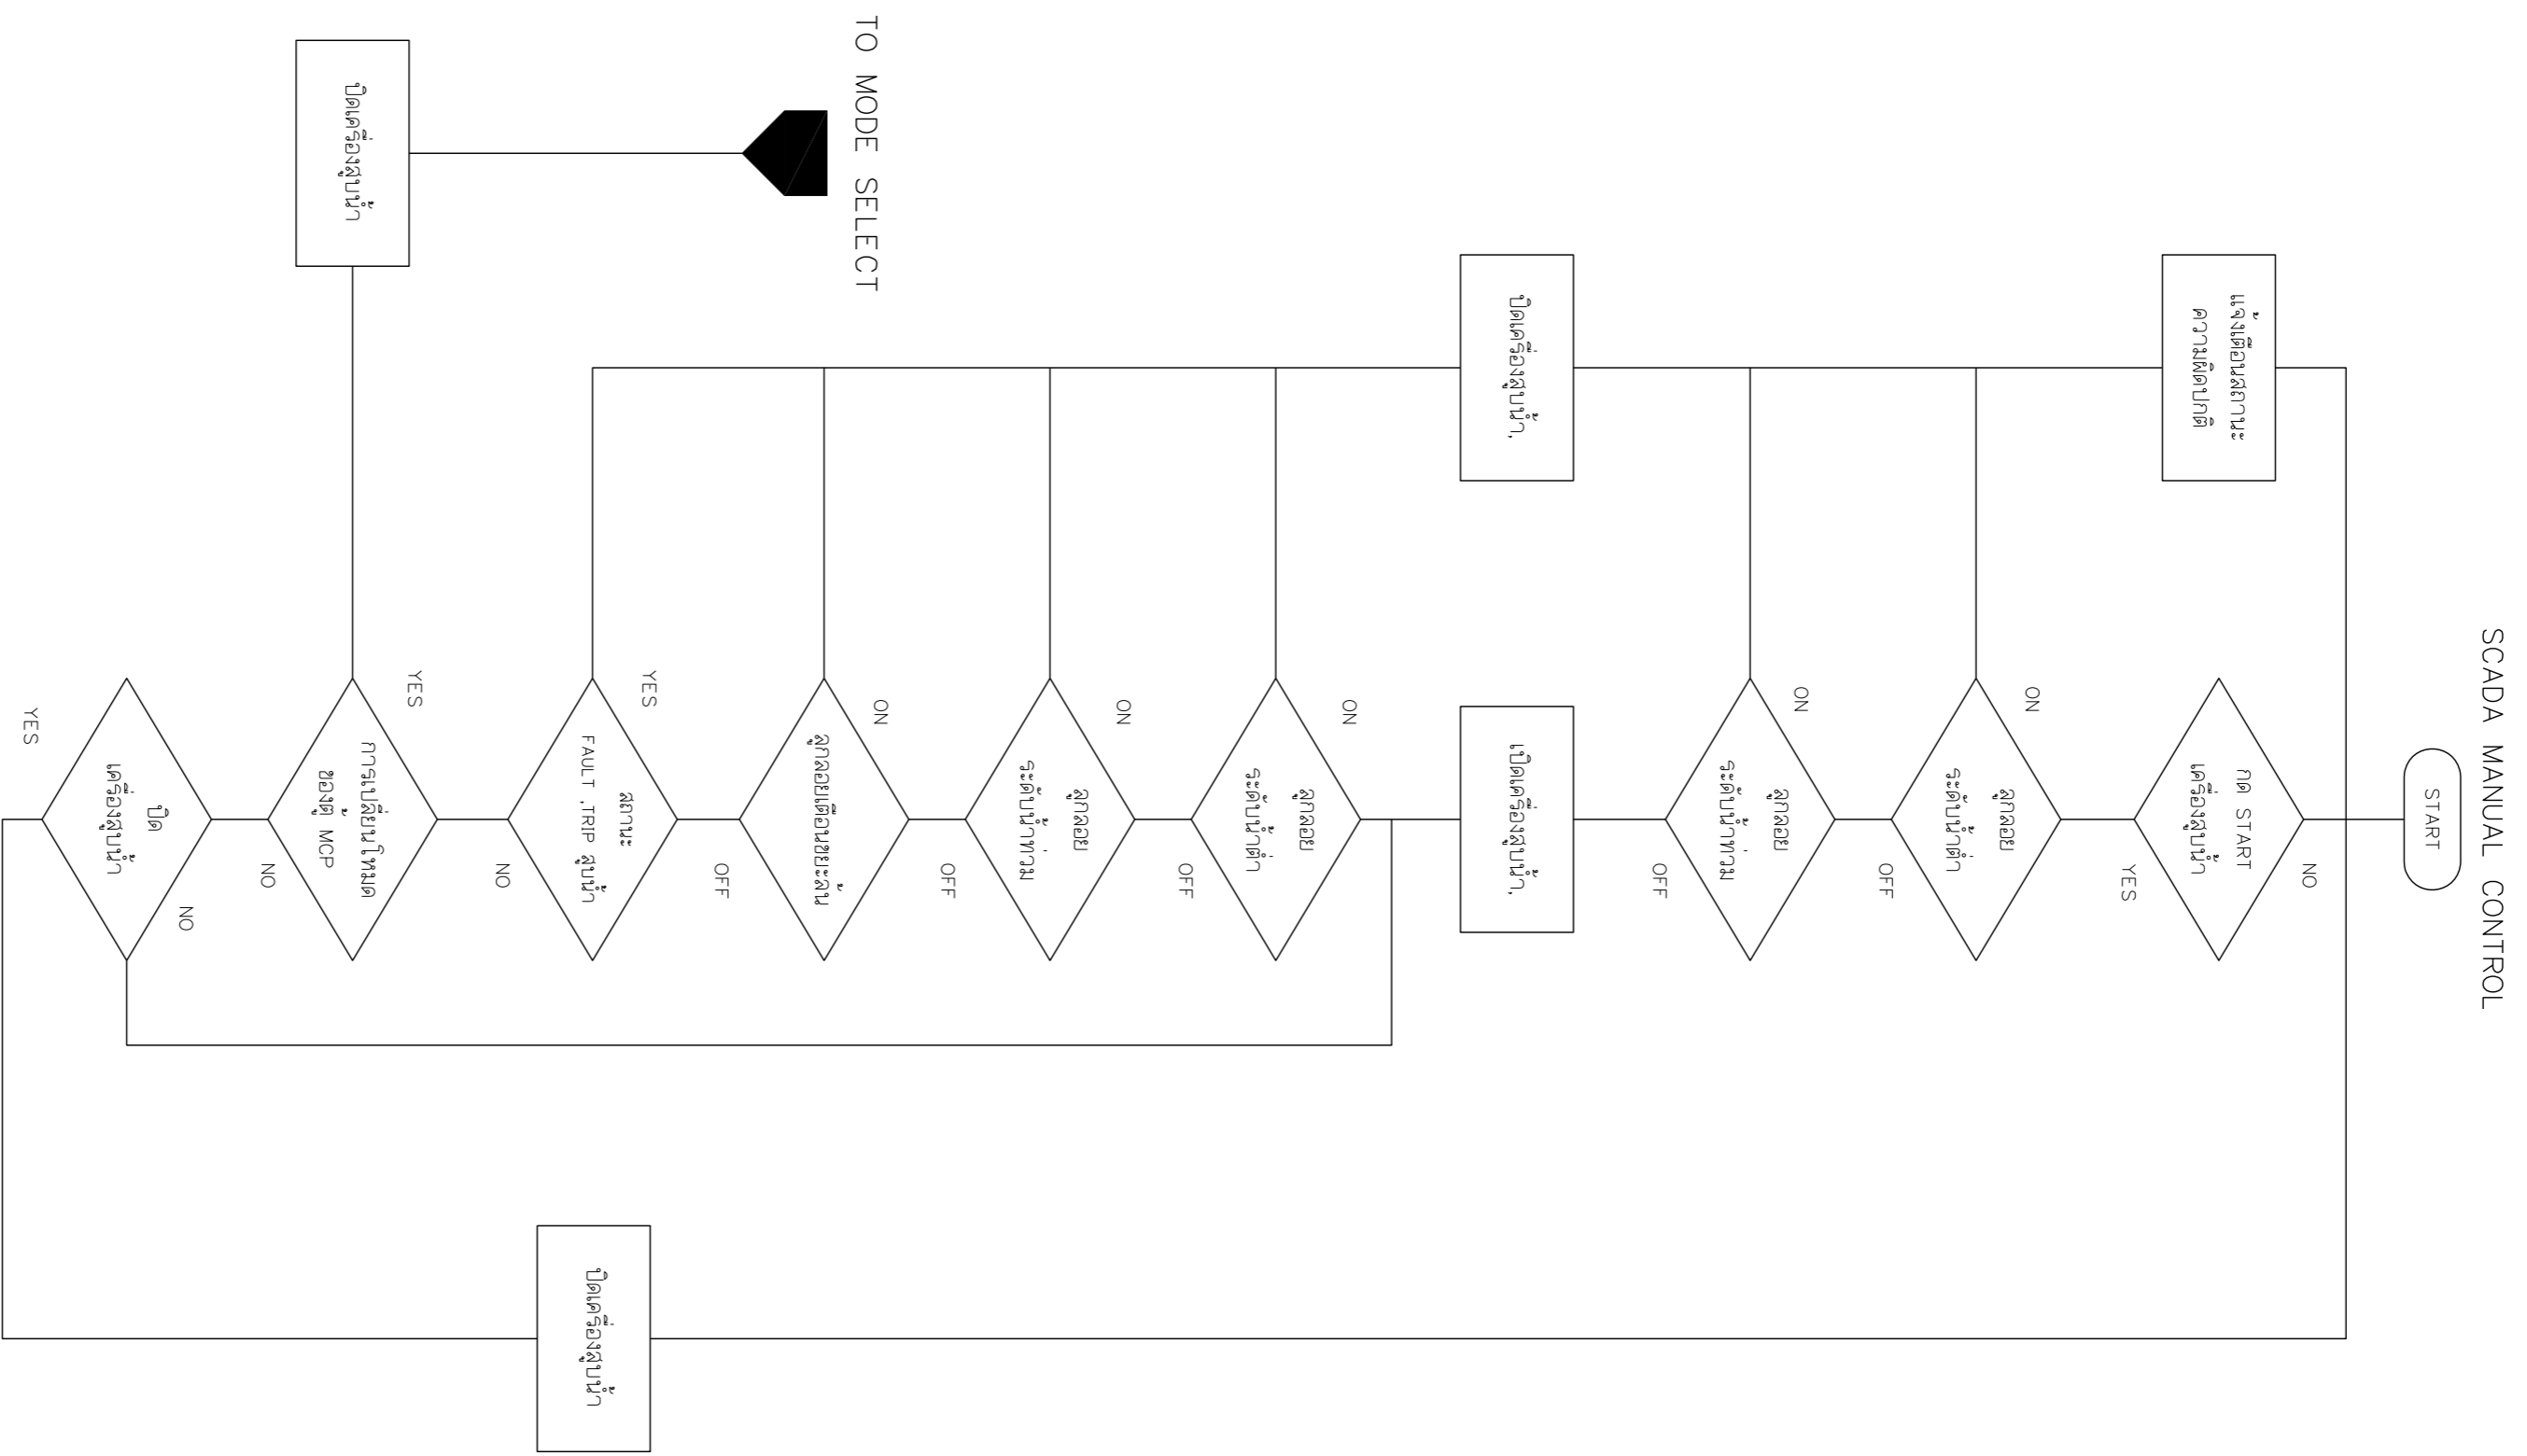 SCADA MANUAL CONTROL
START
NO
กด START
เครื่องสูบน้ำ
YES
แจ้งเตือนสถานะ
ความผิดปกติ
ON
ลูกลอย
ระดับน้ำต่ำ
OFF
ON
ลูกลอย
ระดับน้ำท่วม
OFF
ปิดเครื่องสูบน้ำ,
เปิดเครื่องสูบน้ำ,
ON
ลูกลอย
ระดับน้ำต่ำ
OFF
ON
ลูกลอย
ระดับน้ำท่วม
OFF
TO MODE SELECT
ON
ลูกลอยเตือนขยะล้น
OFF
YES
สถานะ
FAULT ,TRIP สูบน้ำ
NO
ปิดเครื่องสูบน้ำ
YES
การเปลี่ยนโหมด
ของตู้ MCP
NO
ปิดเครื่องสูบน้ำ
NO
ปิด
เครื่องสูบน้ำ
YES